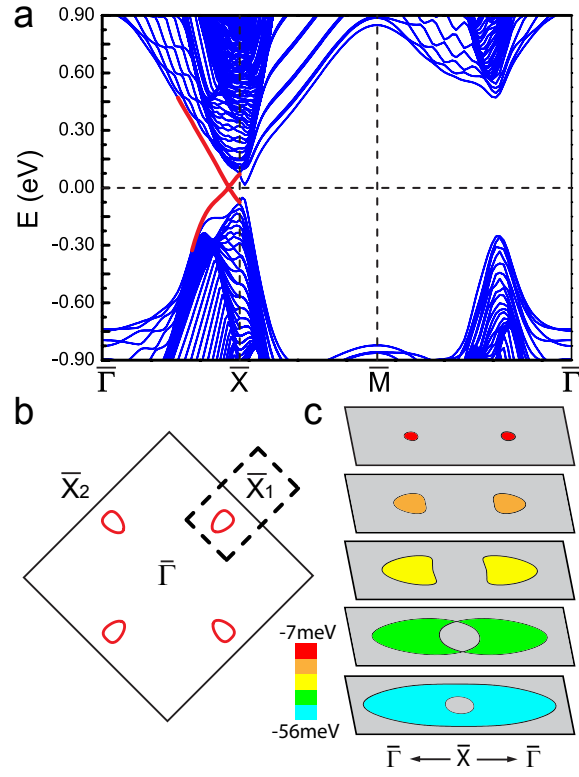 a
E (eV)
0.90
0.60
0.30
0.00
-0.30
-0.60
-0.90
Γ̅ X̅ M̅ Γ̅
b
X̅2
X̅1
Γ̅
c
-7meV
-56meV
Γ̅ ← X̅ → Γ̅